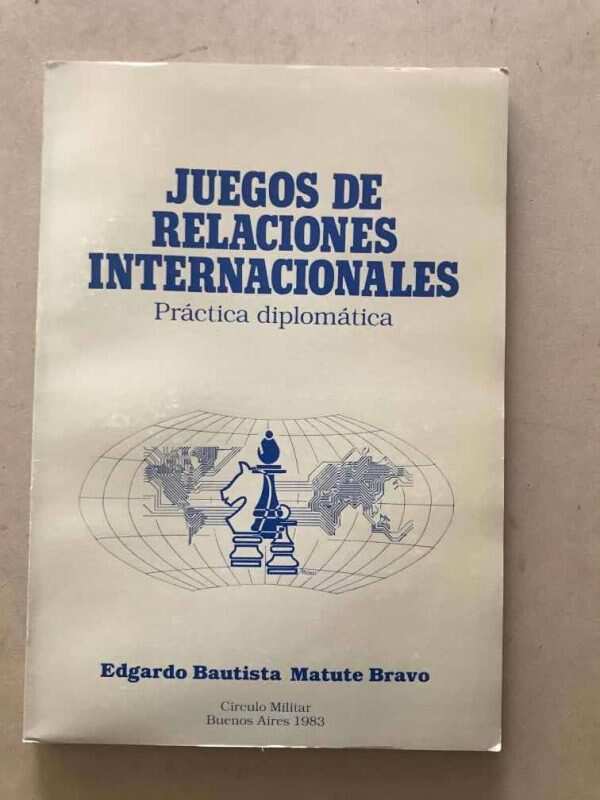 JUEGOS DE
RELACIONES
INTERNACIONALES
Práctica diplomática
Edgardo Bautista Matute Bravo
Círculo Militar
Buenos Aires 1983